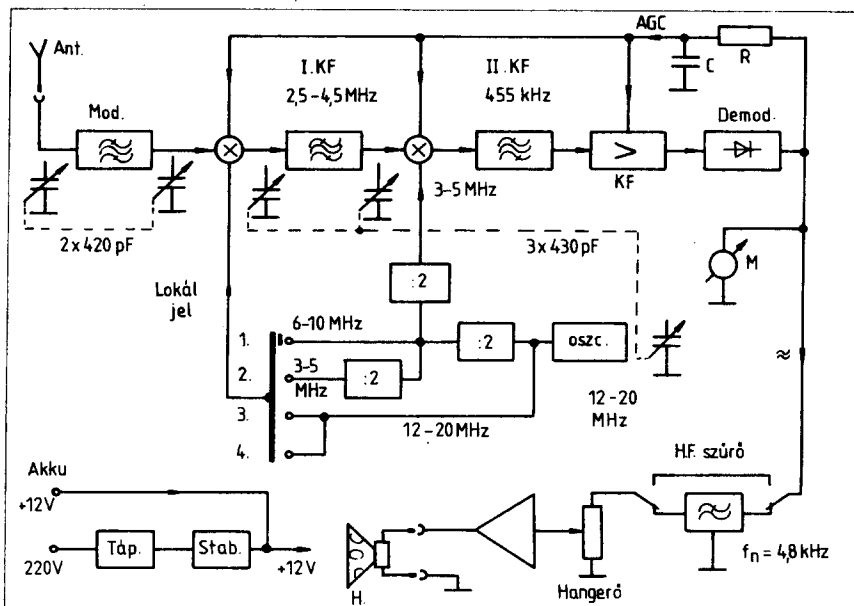 AGC
Ant.
I. KF
2,5-4,5 MHz
II. KF
455 kHz
C
R
Mod.
Demod.
KF
3-5 MHz
2 x 420 pF
3 x 430 pF
M
Lokál
jel
:2
1.
6-10 MHz
:2
oszc.
2.
3-5
MHz
:2
3.
12-20 MHz
4.
12-20
MHz
H.F. szűrő
Akku
+12V
220V
Táp.
Stab.
+12V
H.
Hangerő
fn = 4,8 kHz